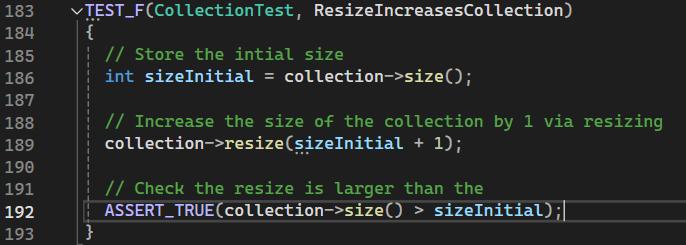 183 TEST_F(CollectionTest, ResizeIncreasesCollection)
184 {
185 // Store the intial size
186 int sizeInitial = collection->size();
187
188 // Increase the size of the collection by 1 via resizing
189 collection->resize(sizeInitial + 1);
190
191 // Check the resize is larger than the
192 ASSERT_TRUE(collection->size() > sizeInitial);
193 }